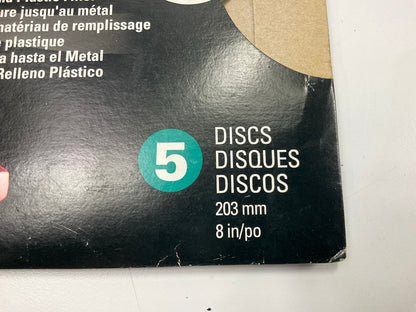 ure jusqu'au métal
matériau de remplissage
plastique
a hasta el Metal
Relleno Plástico
5
DISCS
DISQUES
DISCOS
203 mm
8 in/po